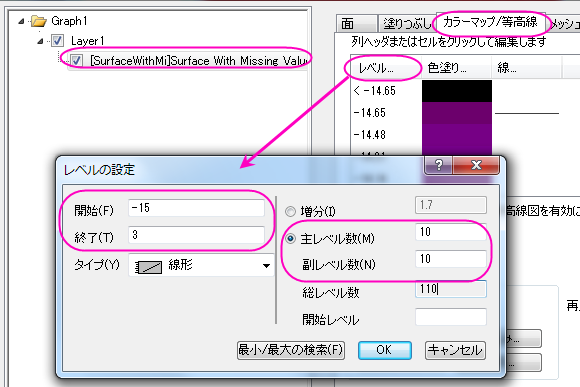 Graph1
Layer1
[SurfaceWithMi]Surface With Missing Value
面 塗りつぶし カラーマップ/等高線 メッシュ
列ヘッダまたはセルをクリックして編集します
レベル... 色塗り... 線...
< -14.65
-14.65
-14.48
レベルの設定
開始(F) -15
終了(T) 3
タイプ(Y) 線形
増分(I) 1.7
主レベル数(M) 10
副レベル数(N) 10
総レベル数 110
開始レベル
最小/最大の検索(F) OK キャンセル
高線図を有効に
再